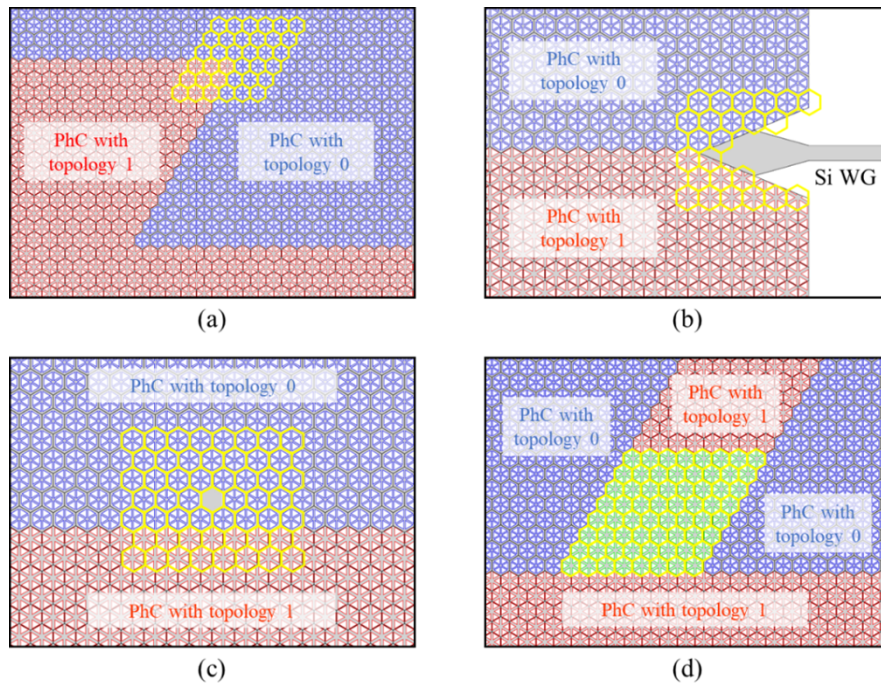 PhC with
topology 1
PhC with
topology 0
(a)
PhC with
topology 0
Si WG
PhC with
topology 1
(b)
PhC with topology 0
PhC with topology 1
(c)
PhC with
topology 1
PhC with
topology 0
PhC with
topology 0
PhC with topology 1
(d)